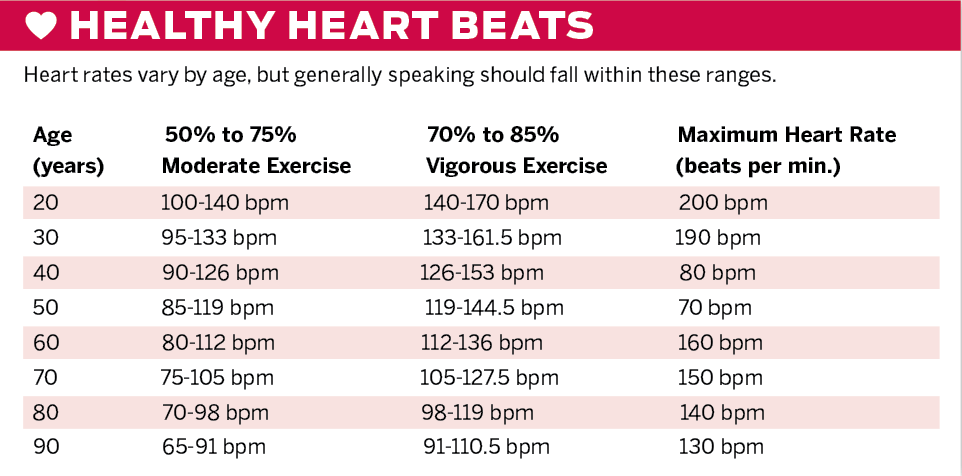 HEALTHY HEART BEATS
Heart rates vary by age, but generally speaking should fall within these ranges.
Age 50% to 75% 70% to 85% Maximum Heart Rate
(years) Moderate Exercise Vigorous Exercise (beats per min.)
20 100-140 bpm 140-170 bpm 200 bpm
30 95-133 bpm 133-161.5 bpm 190 bpm
40 90-126 bpm 126-153 bpm 80 bpm
50 85-119 bpm 119-144.5 bpm 70 bpm
60 80-112 bpm 112-136 bpm 160 bpm
70 75-105 bpm 105-127.5 bpm 150 bpm
80 70-98 bpm 98-119 bpm 140 bpm
90 65-91 bpm 91-110.5 bpm 130 bpm